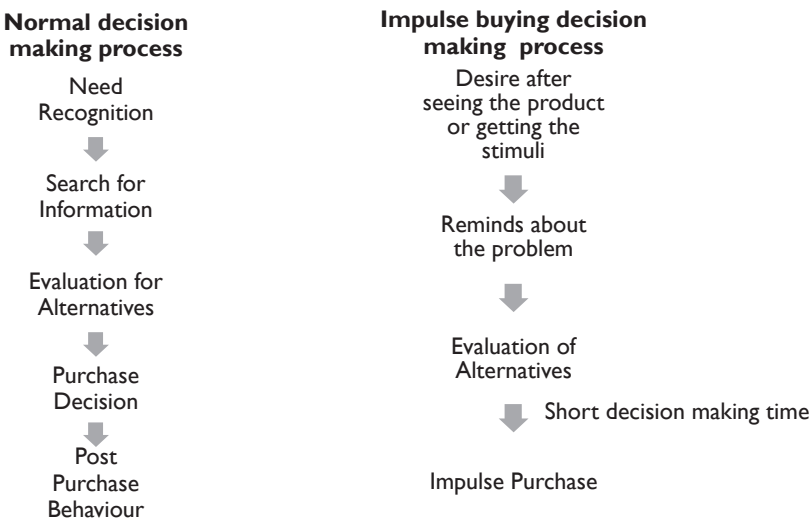 Normal decision
making process
Need
Recognition
Search for
Information
Evaluation for
Alternatives
Purchase
Decision
Post
Purchase
Behaviour
Impulse buying decision
making process
Desire after
seeing the product
or getting the
stimuli
Reminds about
the problem
Evaluation of
Alternatives
Short decision making time
Impulse Purchase